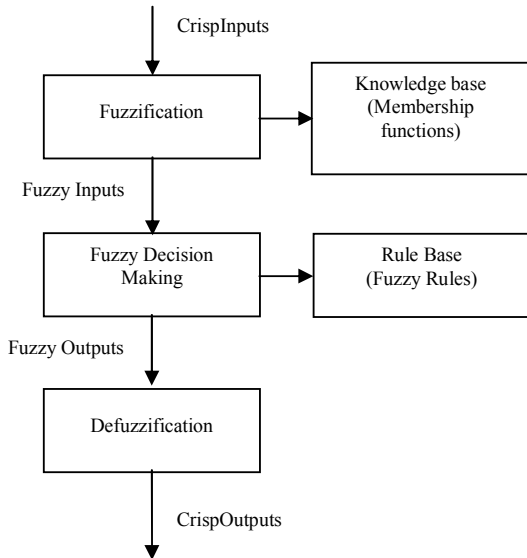 CrispInputs
Fuzzification
Knowledge base
(Membership
functions)
Fuzzy Inputs
Fuzzy Decision
Making
Rule Base
(Fuzzy Rules)
Fuzzy Outputs
Defuzzification
CrispOutputs